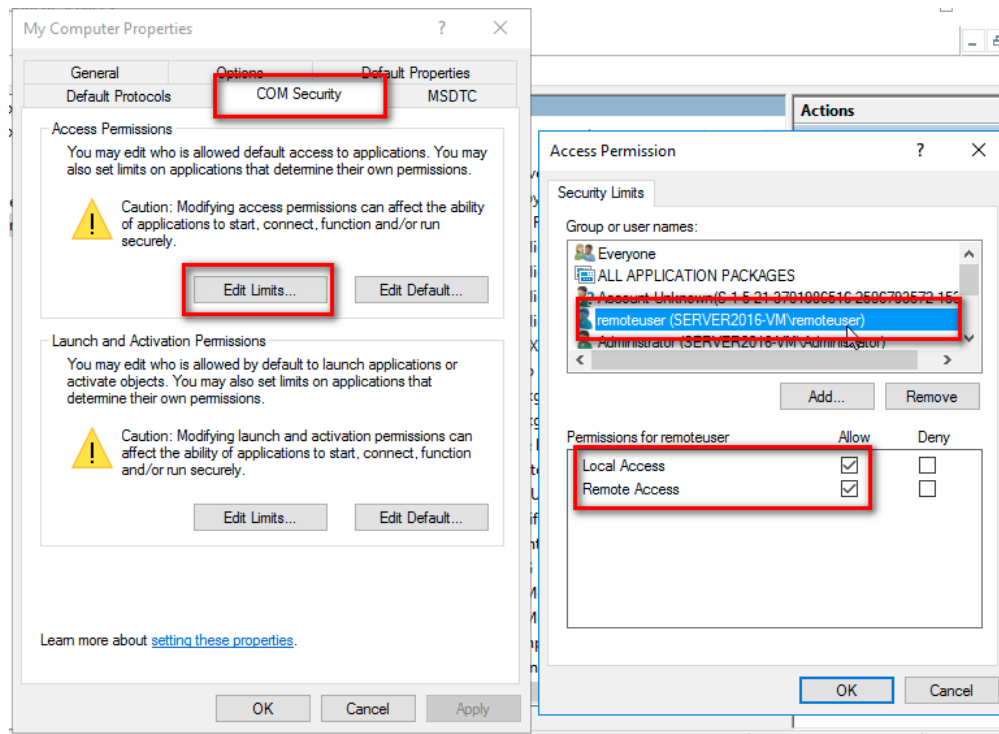 My Computer Properties
General Options Default Properties
Default Protocols COM Security MSDTC
Access Permissions
You may edit who is allowed default access to applications. You may
also set limits on applications that determine their own permissions.
Caution: Modifying access permissions can affect the ability
of applications to start, connect, function and/or run
securely.
Edit Limits... Edit Default...
Launch and Activation Permissions
You may edit who is allowed by default to launch applications or
activate objects. You may also set limits on applications that
determine their own permissions.
Caution: Modifying launch and activation permissions can
affect the ability of applications to start, connect, function
and/or run securely.
Edit Limits... Edit Default...
Learn more about setting these properties.
OK Cancel Apply
Actions
Access Permission
Security Limits
Group or user names:
Everyone
ALL APPLICATION PACKAGES
remoteuser (SERVER2016-VM\remoteuser)
Administrator (SERVER2016-VM\Administrator)
Add... Remove
Permissions for remoteuser Allow Deny
Local Access
Remote Access
OK Cancel